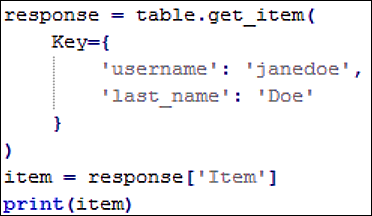 response = table.get_item(
    Key={
        'username': 'janedoe',
        'last_name': 'Doe'
    }
)
item = response['Item']
print(item)